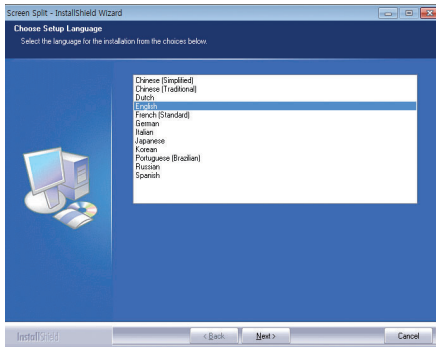 Screen Split - InstallShield Wizard
Choose Setup Language
Select the language for the installation from the choices below.
Chinese (Simplified)
Chinese (Traditional)
Dutch
English
French (Standard)
German
Italian
Japanese
Korean
Portuguese (Brazilian)
Russian
Spanish
InstallShield
< Back
Next >
Cancel